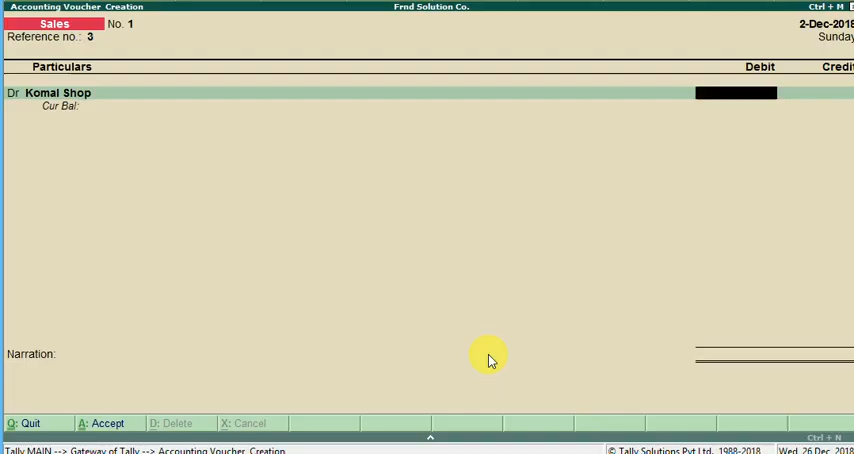 Accounting Voucher Creation Frnd Solution Co. Ctrl + M
Sales No. 1 2-Dec-2018
Reference no.: 3 Sunday
Particulars Debit Credit
Dr Komal Shop
Cur Bal:
Narration:
Q: Quit A: Accept D: Delete X: Cancel
Ctrl + N
Tally MAIN --> Gateway of Tally --> Accounting Voucher Creation © Tally Solutions Pvt Ltd., 1988-2018 Wed, 26 Dec, 2018